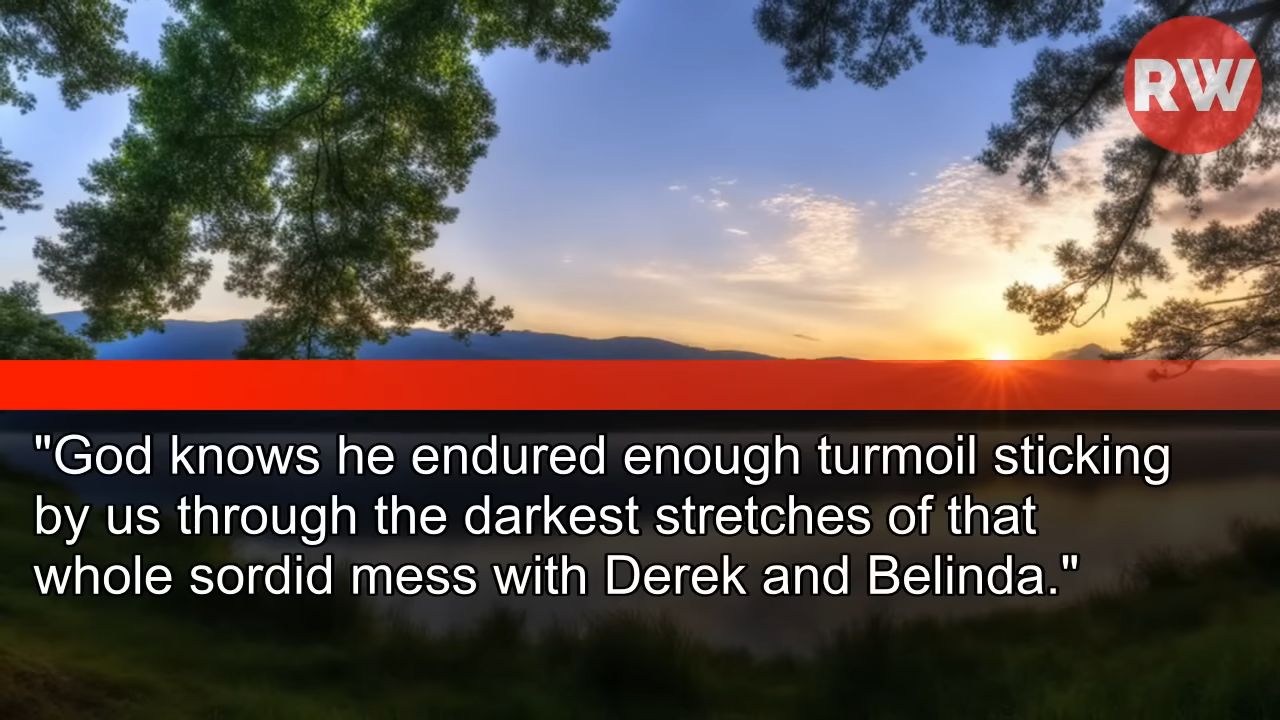 RW
"God knows he endured enough turmoil sticking
by us through the darkest stretches of that
whole sordid mess with Derek and Belinda."